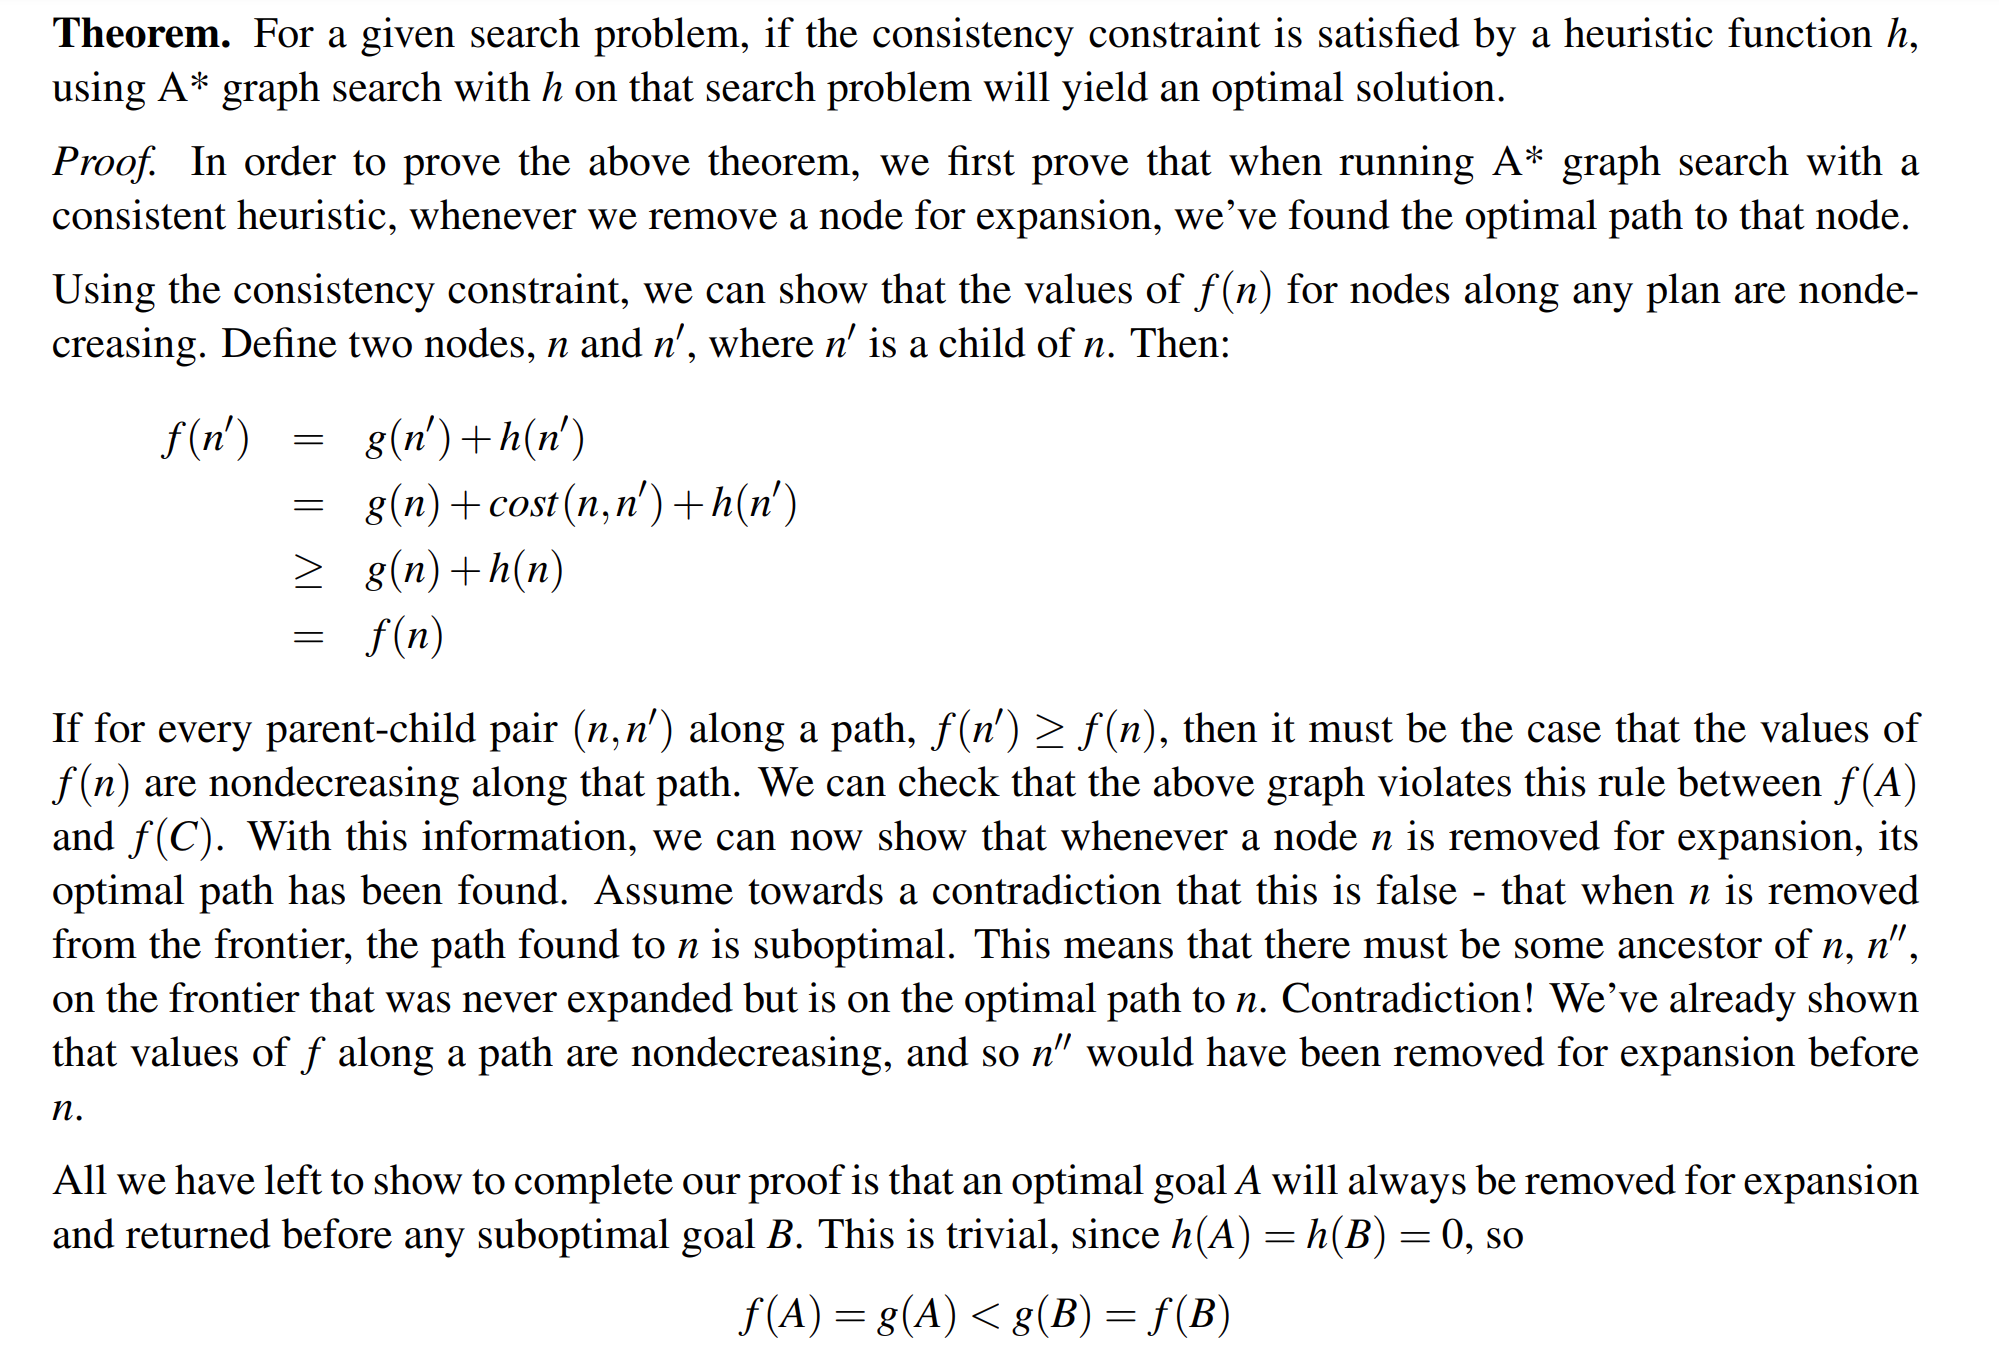 Theorem. For a given search problem, if the consistency constraint is satisfied by a heuristic function h,
using A* graph search with h on that search problem will yield an optimal solution.
Proof. In order to prove the above theorem, we first prove that when running A* graph search with a
consistent heuristic, whenever we remove a node for expansion, we've found the optimal path to that node.
Using the consistency constraint, we can show that the values of f(n) for nodes along any plan are nonde-
creasing. Define two nodes, n and n′, where n′ is a child of n. Then:
f(n′) = g(n′)+h(n′)
= g(n)+cost(n,n′)+h(n′)
≥ g(n)+h(n)
= f(n)
If for every parent-child pair (n,n′) along a path, f(n′) ≥ f(n), then it must be the case that the values of
f(n) are nondecreasing along that path. We can check that the above graph violates this rule between f(A)
and f(C). With this information, we can now show that whenever a node n is removed for expansion, its
optimal path has been found. Assume towards a contradiction that this is false - that when n is removed
from the frontier, the path found to n is suboptimal. This means that there must be some ancestor of n, n″,
on the frontier that was never expanded but is on the optimal path to n. Contradiction! We've already shown
that values of f along a path are nondecreasing, and so n″ would have been removed for expansion before
n.
All we have left to show to complete our proof is that an optimal goal A will always be removed for expansion
and returned before any suboptimal goal B. This is trivial, since h(A) = h(B) = 0, so
f(A) = g(A) < g(B) = f(B)